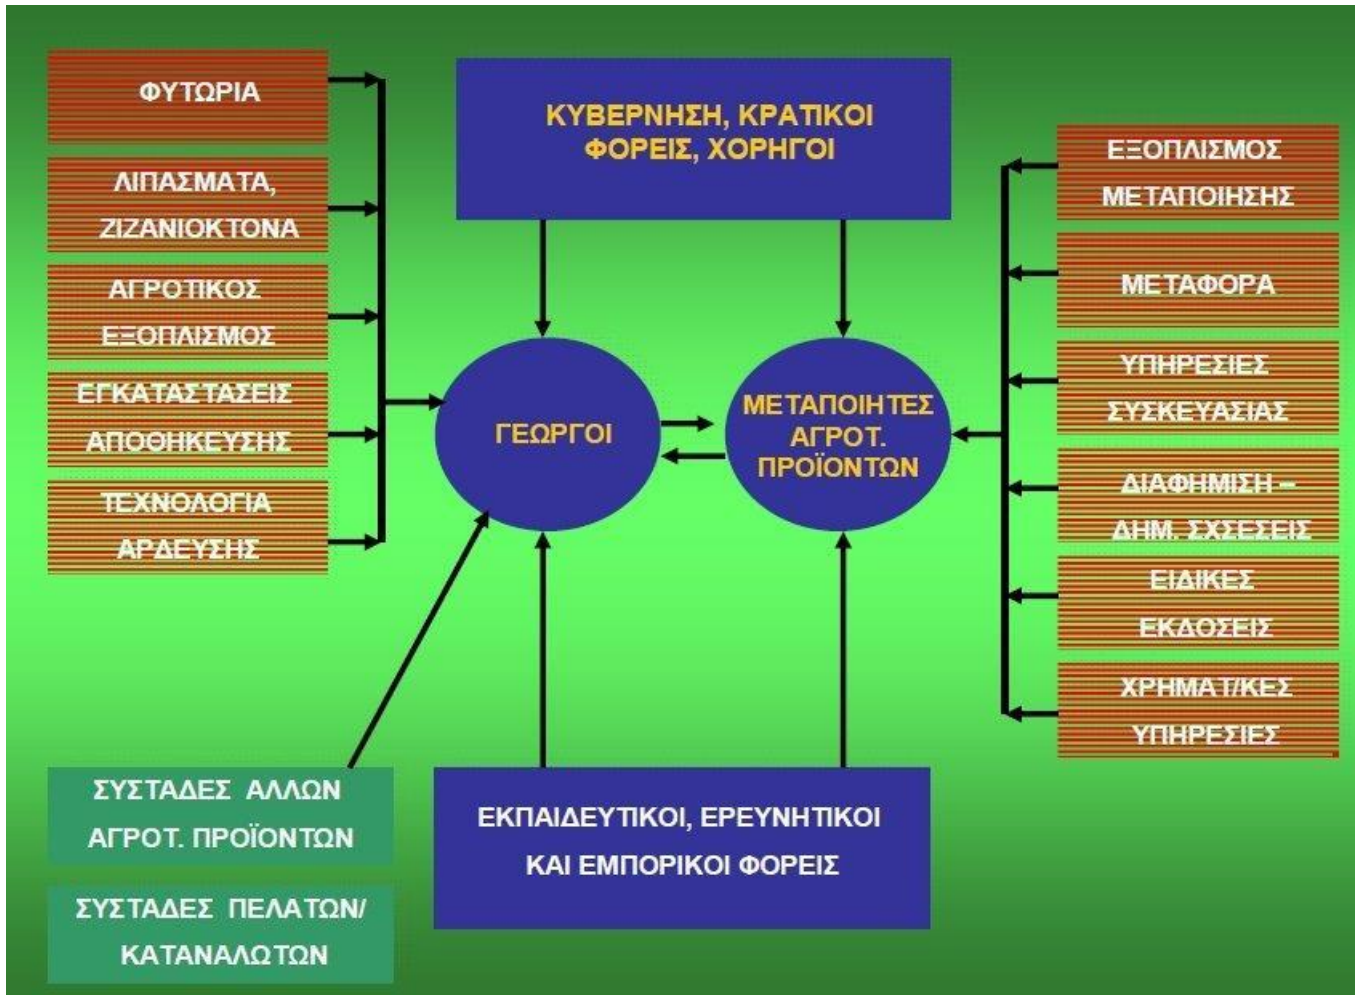 ΦΥΤΩΡΙΑ
ΛΙΠΑΣΜΑΤΑ,
ΖΙΖΑΝΙΟΚΤΟΝΑ
ΑΓΡΟΤΙΚΟΣ
ΕΞΟΠΛΙΣΜΟΣ
ΕΓΚΑΤΑΣΤΑΣΕΙΣ
ΑΠΟΘΗΚΕΥΣΗΣ
ΤΕΧΝΟΛΟΓΙΑ
ΑΡΔΕΥΣΗΣ
ΚΥΒΕΡΝΗΣΗ, ΚΡΑΤΙΚΟΙ
ΦΟΡΕΙΣ, ΧΟΡΗΓΟΙ
ΓΕΩΡΓΟΙ
ΜΕΤΑΠΟΙΗΤΕΣ
ΑΓΡΟΤ.
ΠΡΟΪΟΝΤΩΝ
ΕΞΟΠΛΙΣΜΟΣ
ΜΕΤΑΠΟΙΗΣΗΣ
ΜΕΤΑΦΟΡΑ
ΥΠΗΡΕΣΙΕΣ
ΣΥΣΚΕΥΑΣΙΑΣ
ΔΙΑΦΗΜΙΣΗ –
ΔΗΜ. ΣΧΣΕΣΕΙΣ
ΕΙΔΙΚΕΣ
ΕΚΔΟΣΕΙΣ
ΧΡΗΜΑΤ/ΚΕΣ
ΥΠΗΡΕΣΙΕΣ
ΣΥΣΤΑΔΕΣ ΑΛΛΩΝ
ΑΓΡΟΤ. ΠΡΟΪΟΝΤΩΝ
ΣΥΣΤΑΔΕΣ ΠΕΛΑΤΩΝ/
ΚΑΤΑΝΑΛΩΤΩΝ
ΕΚΠΑΙΔΕΥΤΙΚΟΙ, ΕΡΕΥΝΗΤΙΚΟΙ
ΚΑΙ ΕΜΠΟΡΙΚΟΙ ΦΟΡΕΙΣ